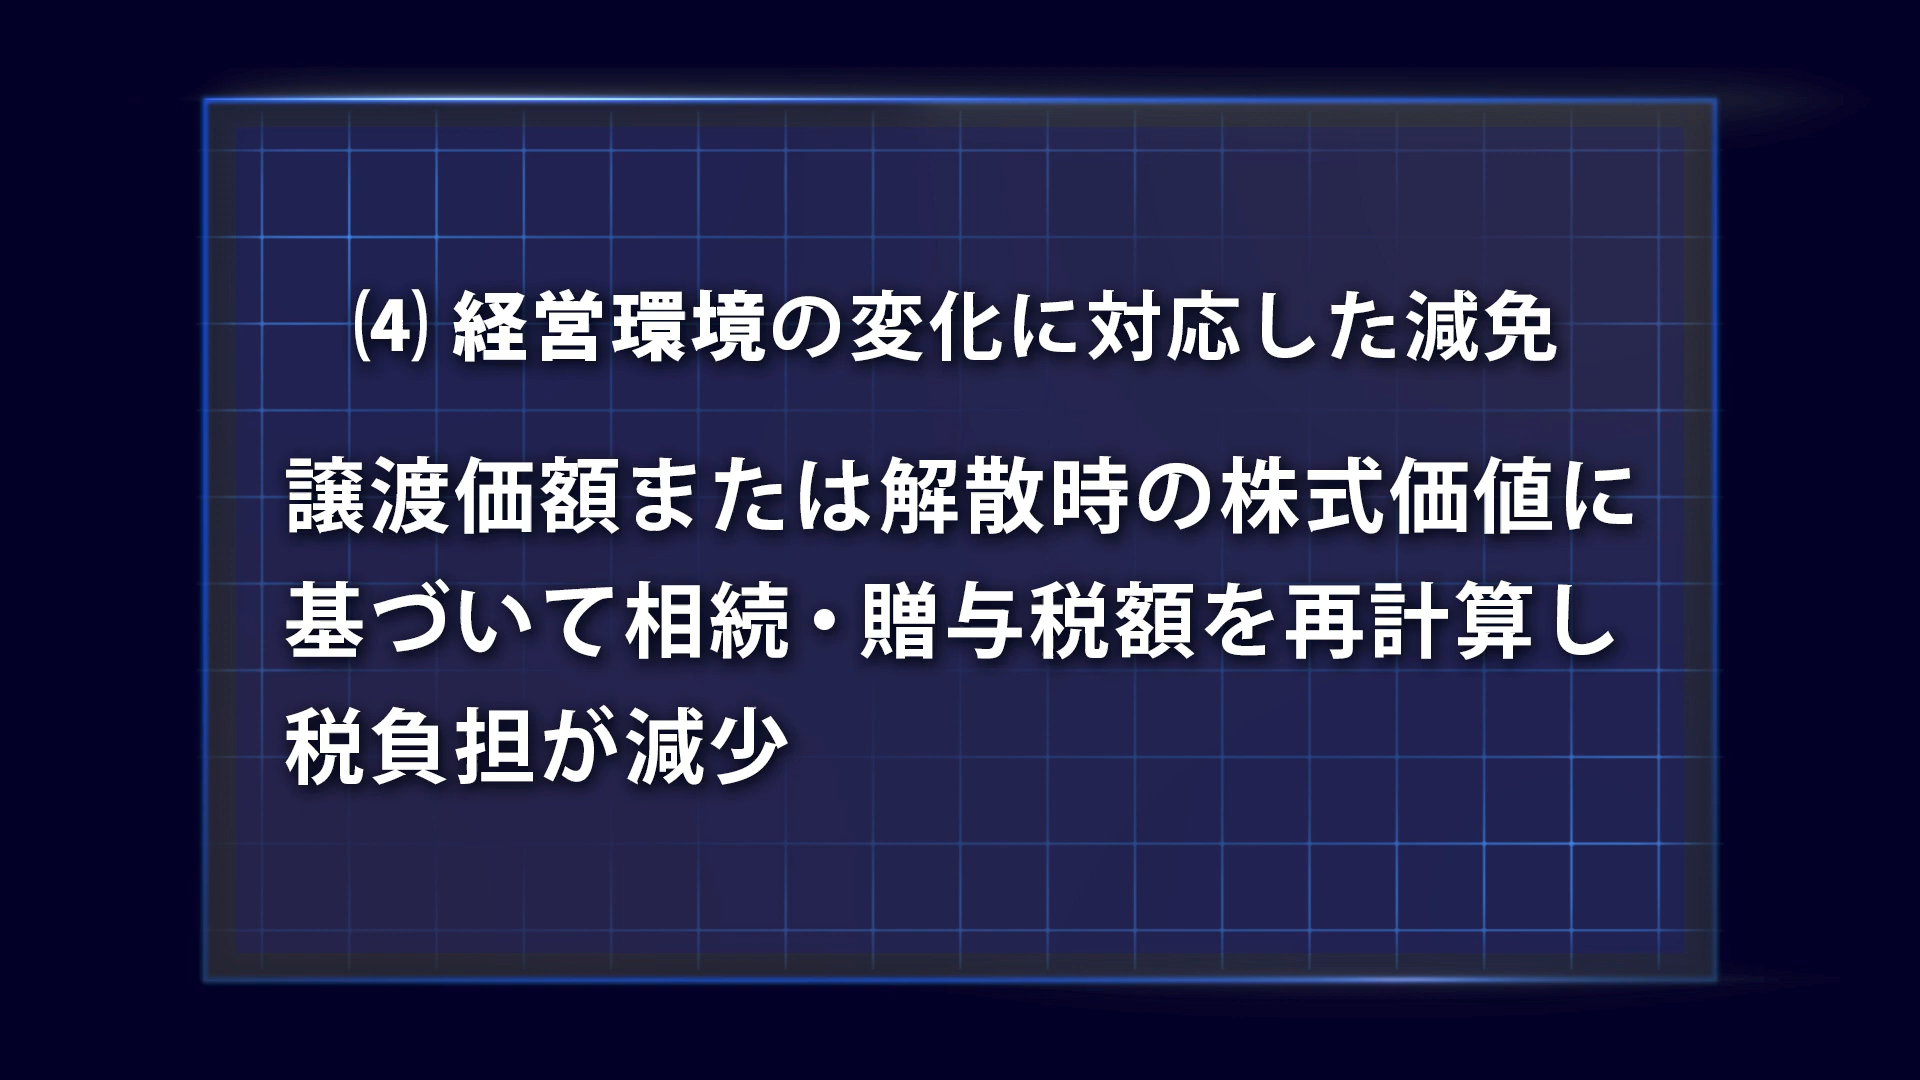 ⑷ 経営環境の変化に対応した減免
譲渡価額または解散時の株式価値に
基づいて相続・贈与税額を再計算し
税負担が減少